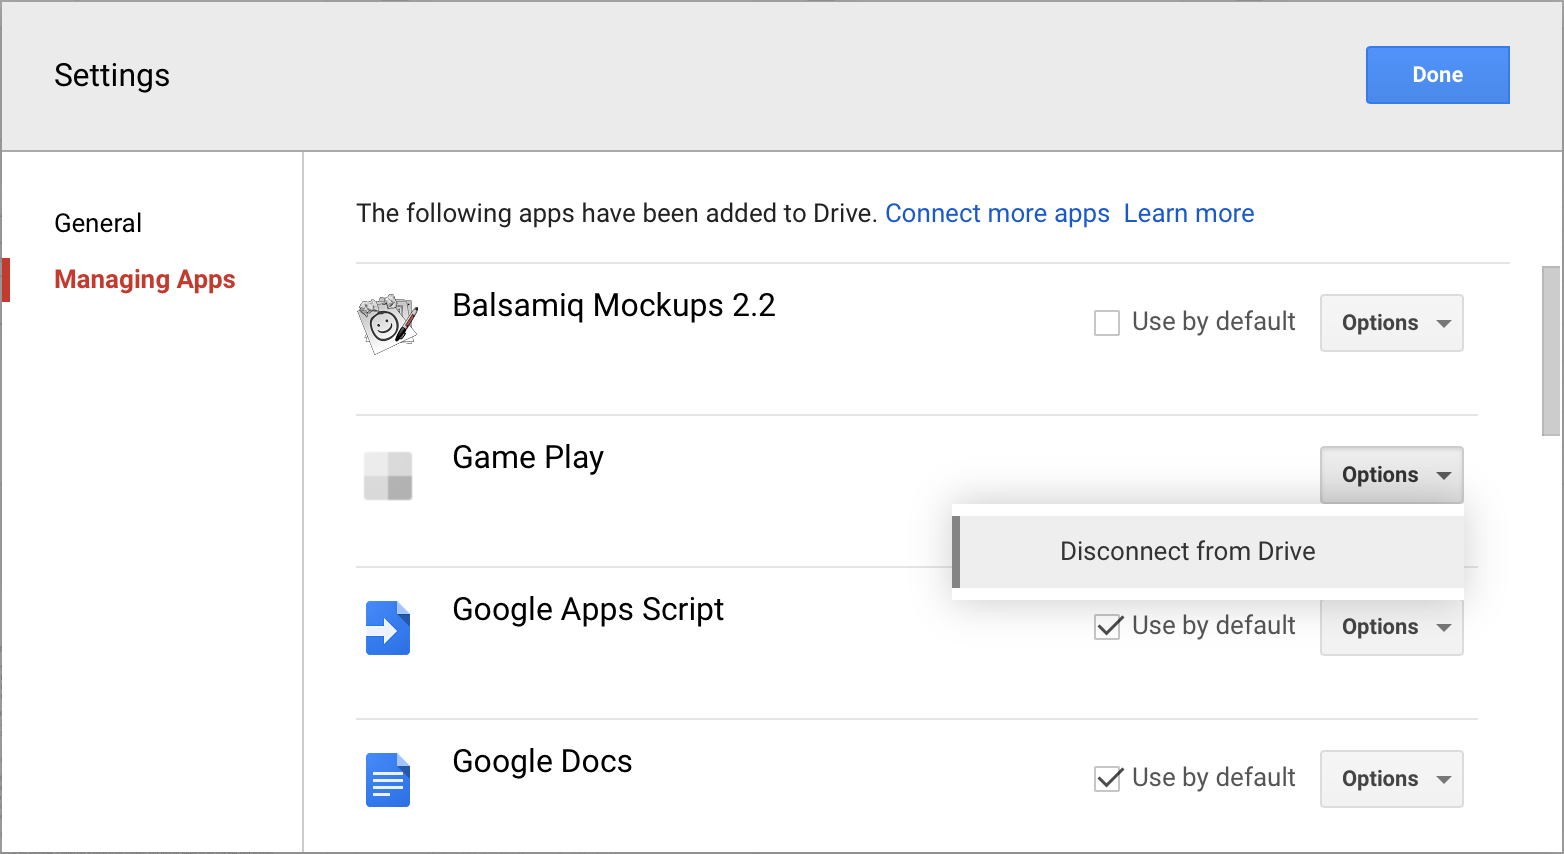 Settings
Done
General
Managing Apps
The following apps have been added to Drive. Connect more apps Learn more
Balsamiq Mockups 2.2
Use by default
Options
Game Play
Options
Disconnect from Drive
Google Apps Script
Use by default
Options
Google Docs
Use by default
Options